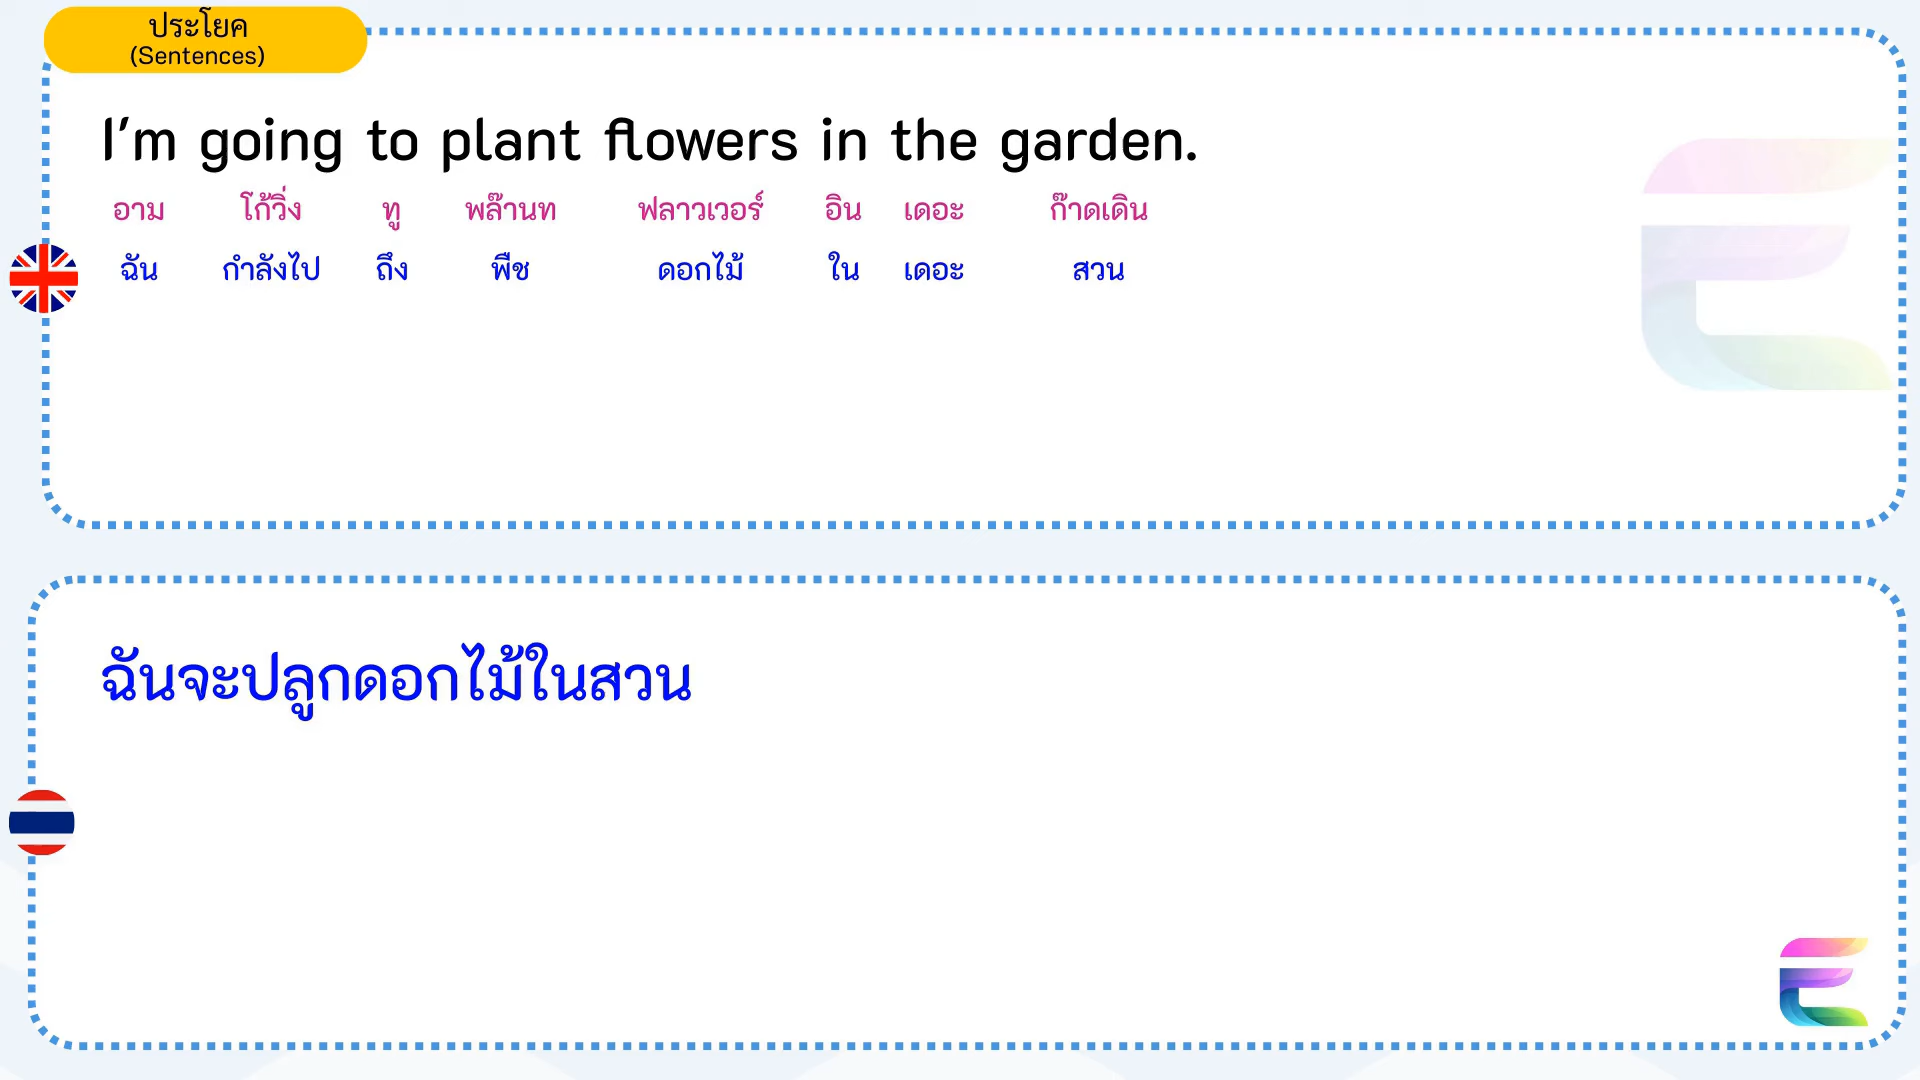 ประโยค
(Sentences)
I'm going to plant flowers in the garden.
อาม โก้วิ่ง ทู พล๊านท ฟลาวเวอร์ อิน เดอะ ก๊าดเดิน
ฉัน กำลังไป ถึง พืช ดอกไม้ ใน เดอะ สวน
ฉันจะปลูกดอกไม้ในสวน